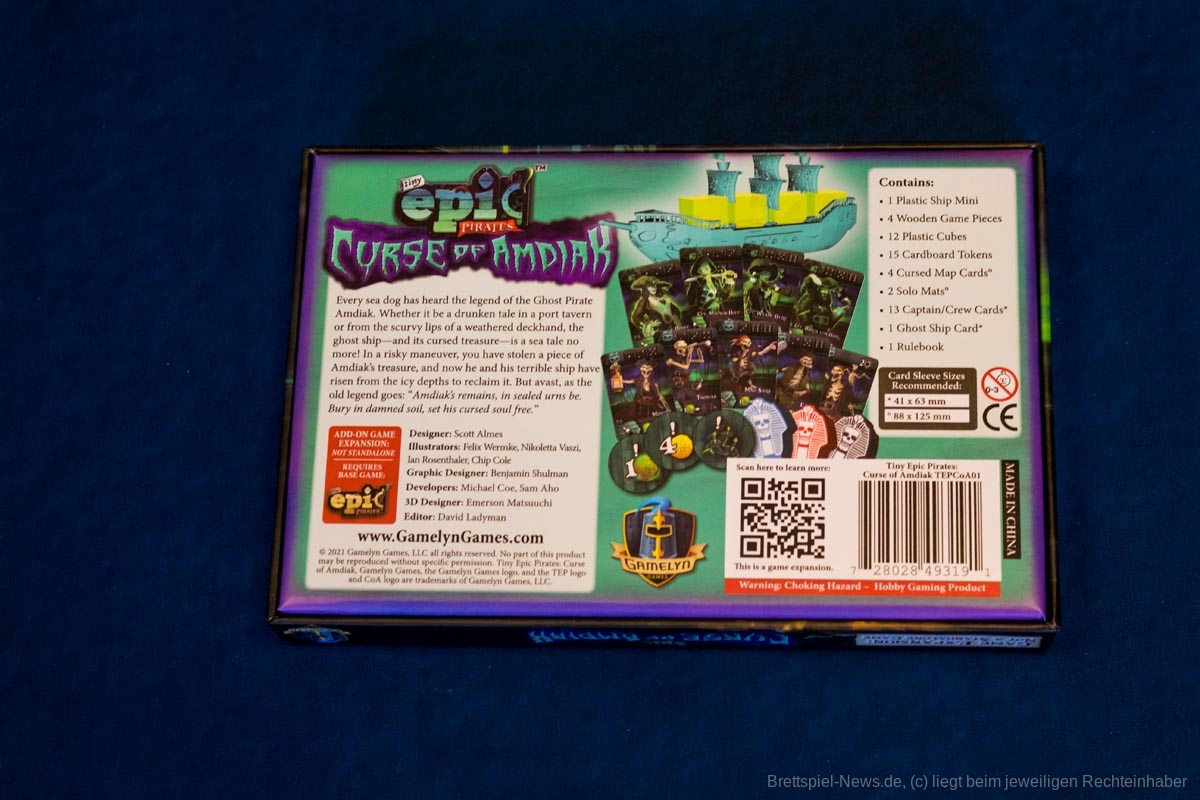 tiny
epic™
PIRATES
CURSE OF AMDIAK
Every sea dog has heard the legend of the Ghost Pirate
Amdiak. Whether it be a drunken tale in a port tavern
or from the scurvy lips of a weathered deckhand, the
ghost ship—and its cursed treasure—is a sea tale no
more! In a risky maneuver, you have stolen a piece of
Amdiak's treasure, and now he and his terrible ship have
risen from the icy depths to reclaim it. But avast, as the
old legend goes: "Amdiak's remains, in sealed urns be.
Bury in damned soil, set his cursed soul free."
ADD-ON GAME
EXPANSION:
NOT STANDALONE
REQUIRES
BASE GAME:
epic
PIRATES
Designer: Scott Almes
Illustrators: Felix Wermke, Nikoletta Vaszi,
Ian Rosenthaler, Chip Cole
Graphic Designer: Benjamin Shulman
Developers: Michael Coe, Sam Aho
3D Designer: Emerson Matsuuchi
Editor: David Ladyman
www.GamelynGames.com
© 2021 Gamelyn Games, LLC all rights reserved. No part of this product
may be reproduced without specific permission. Tiny Epic Pirates: Curse
of Amdiak, Gamelyn Games, the Gamelyn Games logo, and the TEP logo
and CoA logo are trademarks of Gamelyn Games, LLC.
1!
4!
!
GAMELYN
GAMES
Contains:
• 1 Plastic Ship Mini
• 4 Wooden Game Pieces
• 12 Plastic Cubes
• 15 Cardboard Tokens
• 4 Cursed Map Cards°
• 2 Solo Mats°
• 13 Captain/Crew Cards*
• 1 Ghost Ship Card*
• 1 Rulebook
Card Sleeve Sizes
Recommended:
* 41 x 63 mm
° 88 x 125 mm
0-3
CE
Scan here to learn more:
This is a game expansion.
Tiny Epic Pirates:
Curse of Amdiak TEPCoA01
7 28028 49319 1
MADE IN CHINA
Warning: Choking Hazard – Hobby Gaming Product
CURSE OF AMDIAK
GAME EXPANSION:
NOT A STANDALONE GAME
Brettspiel-News.de, (c) liegt beim jeweiligen Rechteinhaber